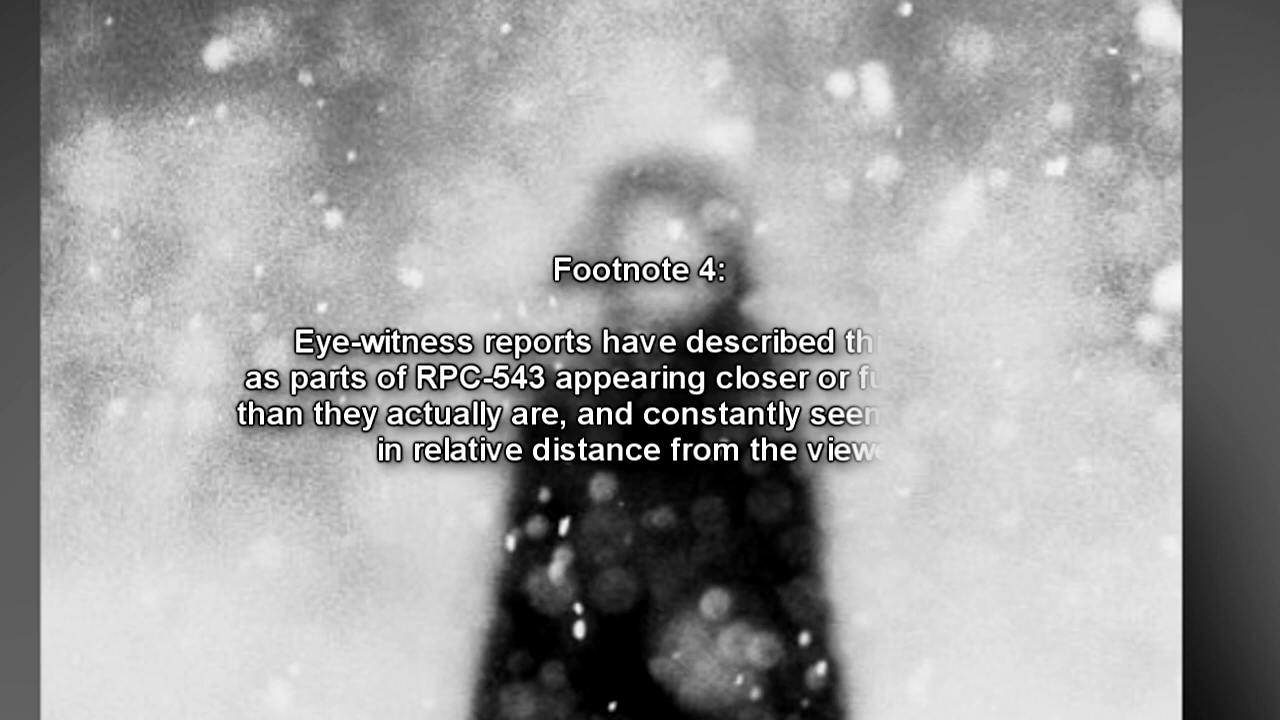 Footnote 4:
Eye-witness reports have described
as parts of RPC-543 appearing closer or
than they actually are, and constantly
in relative distance from the